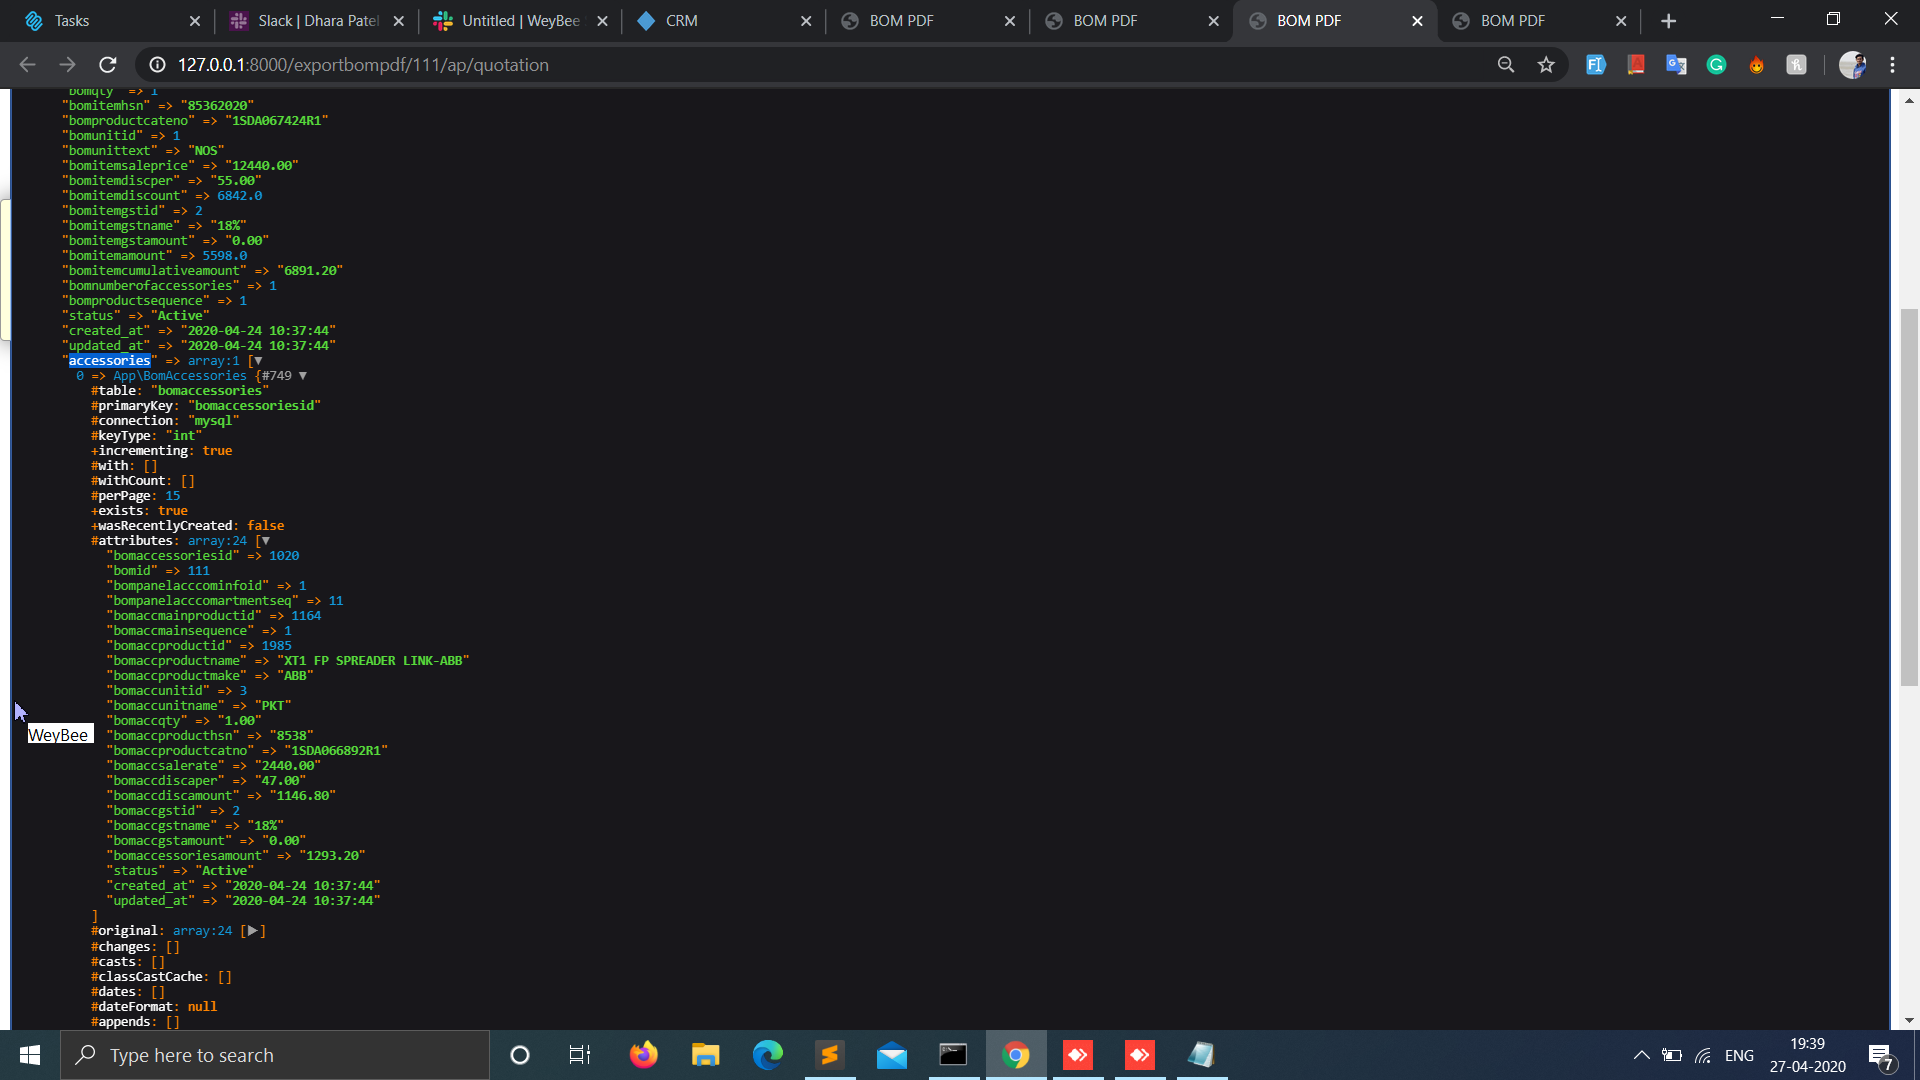 Tasks
Slack | Dhara Patel
Untitled | WeyBee
CRM
BOM PDF
BOM PDF
BOM PDF
BOM PDF
127.0.0.1:8000/exportbompdf/111/ap/quotation
"bomqty" => 1
"bomitemhsn" => "85362020"
"bomproductcateno" => "1SDA067424R1"
"bomunitid" => 1
"bomunittext" => "NOS"
"bomitemsaleprice" => "12440.00"
"bomitemdiscper" => "55.00"
"bomitemdiscount" => 6842.0
"bomitemgstid" => 2
"bomitemgstname" => "18%"
"bomitemgstamount" => "0.00"
"bomitemamount" => 5598.0
"bomitemcumulativeamount" => "6891.20"
"bomnumberofaccessories" => 1
"bomproductsequence" => 1
"status" => "Active"
"created_at" => "2020-04-24 10:37:44"
"updated_at" => "2020-04-24 10:37:44"
"accessories" => array:1 [▼
0 => App\BomAccessories {#749 ▼
#table: "bomaccessories"
#primaryKey: "bomaccessoriesid"
#connection: "mysql"
#keyType: "int"
+incrementing: true
#with: []
#withCount: []
#perPage: 15
+exists: true
+wasRecentlyCreated: false
#attributes: array:24 [▼
"bomaccessoriesid" => 1020
"bomid" => 111
"bompanelacccominfoid" => 1
"bompanelacccomartmentseq" => 11
"bomaccmainproductid" => 1164
"bomaccmainsequence" => 1
"bomaccproductid" => 1985
"bomaccproductname" => "XT1 FP SPREADER LINK-ABB"
"bomaccproductmake" => "ABB"
"bomaccunitid" => 3
"bomaccunitname" => "PKT"
"bomaccqty" => "1.00"
WeyBee
"bomaccproducthsn" => "8538"
"bomaccproductcatno" => "1SDA066892R1"
"bomaccsalerate" => "2440.00"
"bomaccdiscaper" => "47.00"
"bomaccdiscamount" => "1146.80"
"bomaccgstid" => 2
"bomaccgstname" => "18%"
"bomaccgstamount" => "0.00"
"bomaccessoriesamount" => "1293.20"
"status" => "Active"
"created_at" => "2020-04-24 10:37:44"
"updated_at" => "2020-04-24 10:37:44"
]
#original: array:24 [▶]
#changes: []
#casts: []
#classCastCache: []
#dates: []
#dateFormat: null
#appends: []
Type here to search
ENG
19:39
27-04-2020
7